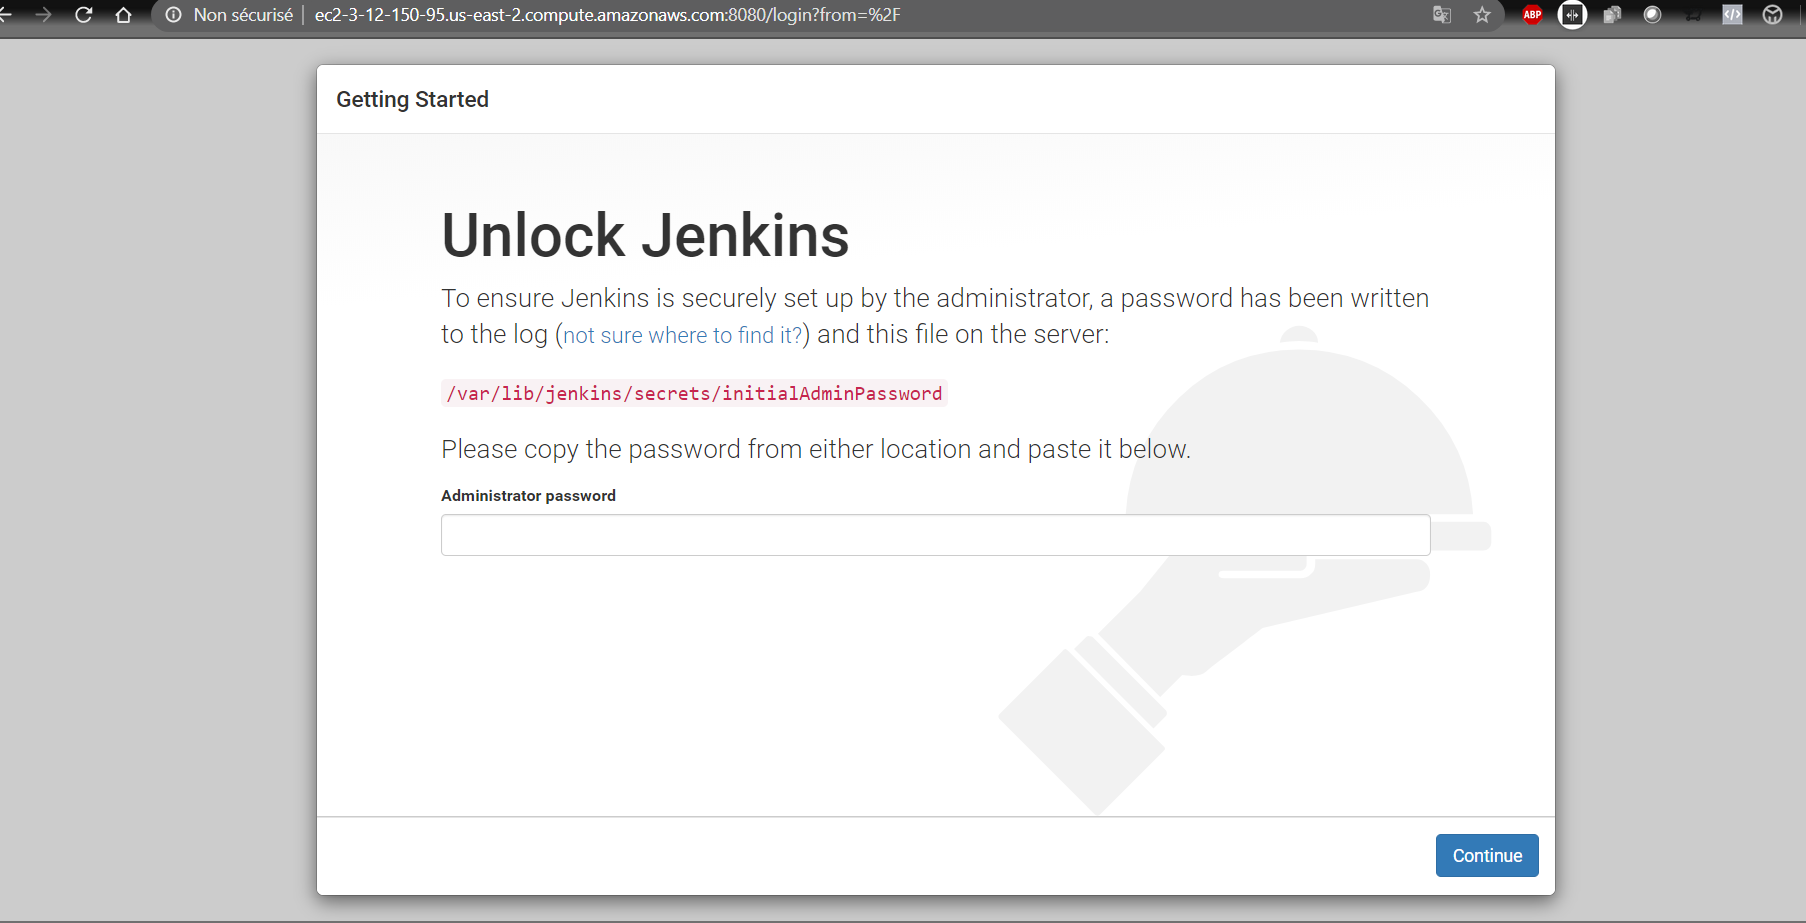 Non sécurisé | ec2-3-12-150-95.us-east-2.compute.amazonaws.com:8080/login?from=%2F
ABP
Getting Started
Unlock Jenkins
To ensure Jenkins is securely set up by the administrator, a password has been written
to the log (not sure where to find it?) and this file on the server:
/var/lib/jenkins/secrets/initialAdminPassword
Please copy the password from either location and paste it below.
Administrator password
Continue